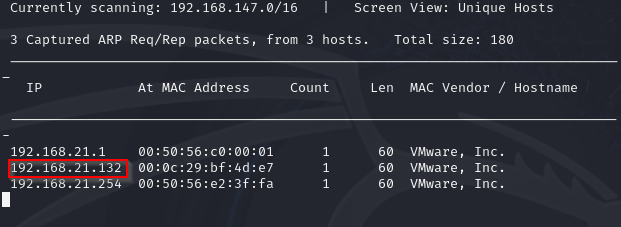 Currently scanning: 192.168.147.0/16   |   Screen View: Unique Hosts
3 Captured ARP Req/Rep packets, from 3 hosts.   Total size: 180
IP            At MAC Address     Count     Len  MAC Vendor / Hostname
192.168.21.1    00:50:56:c0:00:01      1      60  VMware, Inc.
192.168.21.132  00:0c:29:bf:4d:e7      1      60  VMware, Inc.
192.168.21.254  00:50:56:e2:3f:fa      1      60  VMware, Inc.